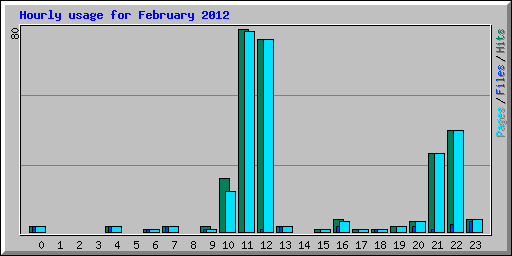 Hourly usage for February 2012
80
Pages/Files/Hits
0 1 2 3 4 5 6 7 8 9 10 11 12 13 14 15 16 17 18 19 20 21 22 23